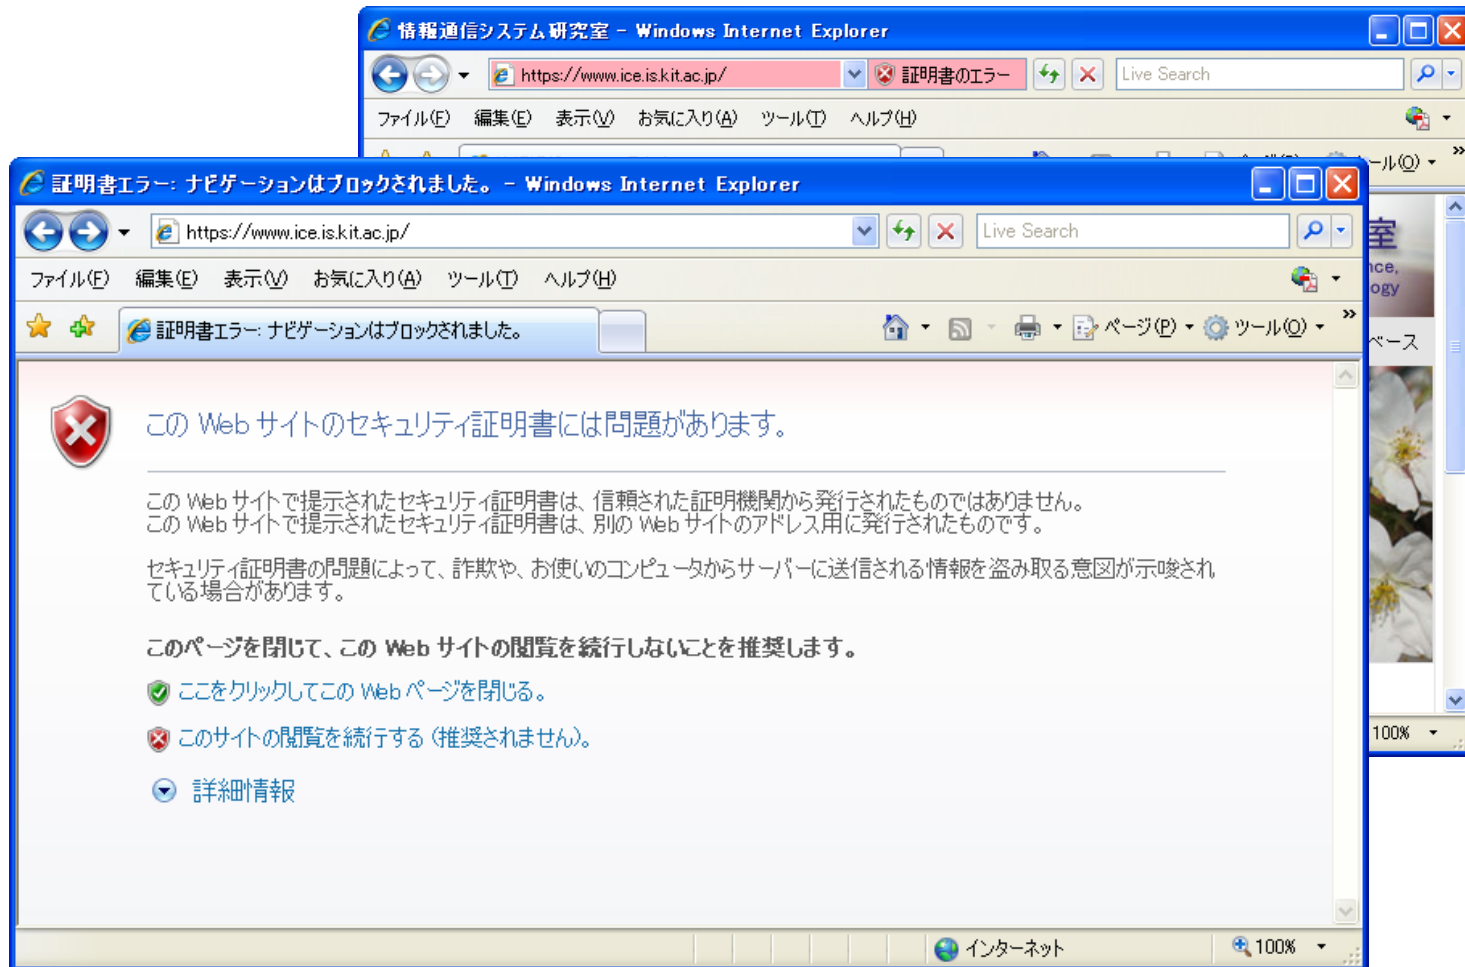 情報通信システム研究室 - Windows Internet Explorer
https://www.ice.is.kit.ac.jp/ 証明書のエラー Live Search
ファイル(F) 編集(E) 表示(V) お気に入り(A) ツール(T) ヘルプ(H)
ール(O)
証明書エラー: ナビゲーションはブロックされました。 - Windows Internet Explorer
https://www.ice.is.kit.ac.jp/ Live Search
ファイル(F) 編集(E) 表示(V) お気に入り(A) ツール(T) ヘルプ(H)
証明書エラー: ナビゲーションはブロックされました。 ページ(P) ツール(O)
この Web サイトのセキュリティ証明書には問題があります。
この Web サイトで提示されたセキュリティ証明書は、信頼された証明機関から発行されたものではありません。
この Web サイトで提示されたセキュリティ証明書は、別の Web サイトのアドレス用に発行されたものです。
セキュリティ証明書の問題によって、詐欺や、お使いのコンピュータからサーバーに送信される情報を盗み取る意図が示唆され
ている場合があります。
このページを閉じて、この Web サイトの閲覧を続行しないことを推奨します。
ここをクリックしてこの Web ページを閉じる。
このサイトの閲覧を続行する (推奨されません)。
詳細情報
インターネット 100%
室
nce,
ogy
ベース
100%